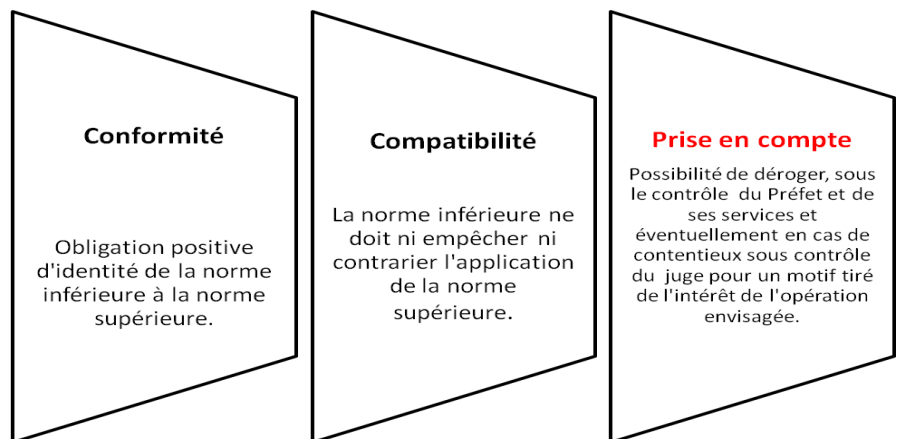 Conformité
Obligation positive
d'identité de la norme
inférieure à la norme
supérieure.
Compatibilité
La norme inférieure ne
doit ni empêcher ni
contrarier l'application
de la norme
supérieure.
Prise en compte
Possibilité de déroger, sous
le contrôle du Préfet et de
ses services et
éventuellement en cas de
contentieux sous contrôle
du juge pour un motif tiré
de l'intérêt de l'opération
envisagée.